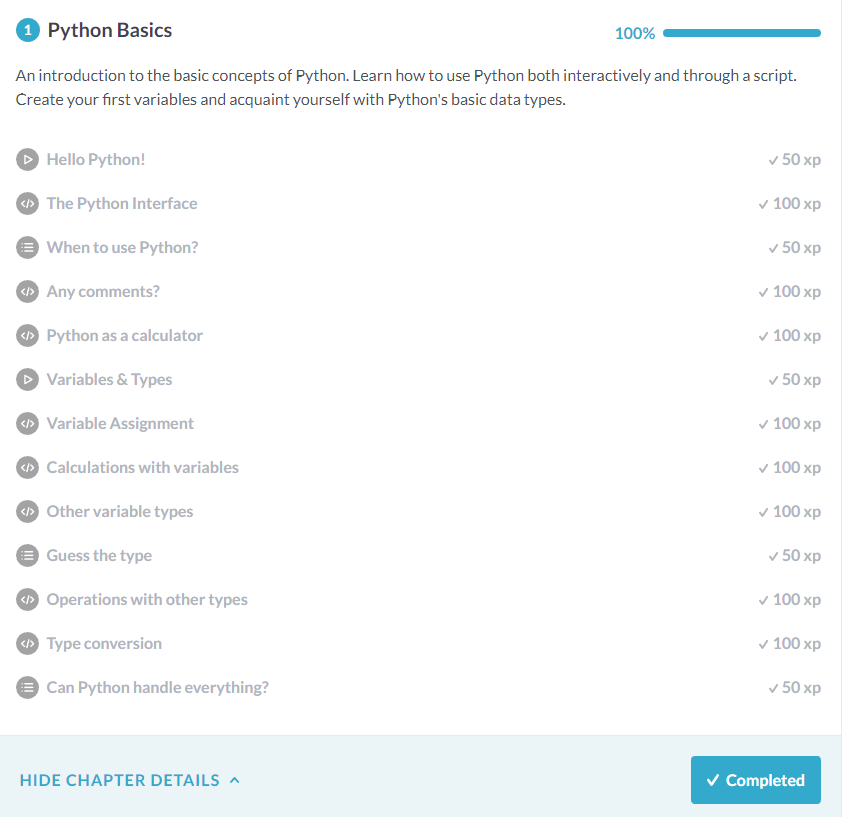 1 Python Basics 100%
An introduction to the basic concepts of Python. Learn how to use Python both interactively and through a script.
Create your first variables and acquaint yourself with Python's basic data types.
Hello Python! 50 xp
The Python Interface 100 xp
When to use Python? 50 xp
Any comments? 100 xp
Python as a calculator 100 xp
Variables & Types 50 xp
Variable Assignment 100 xp
Calculations with variables 100 xp
Other variable types 100 xp
Guess the type 50 xp
Operations with other types 100 xp
Type conversion 100 xp
Can Python handle everything? 50 xp
HIDE CHAPTER DETAILS Completed